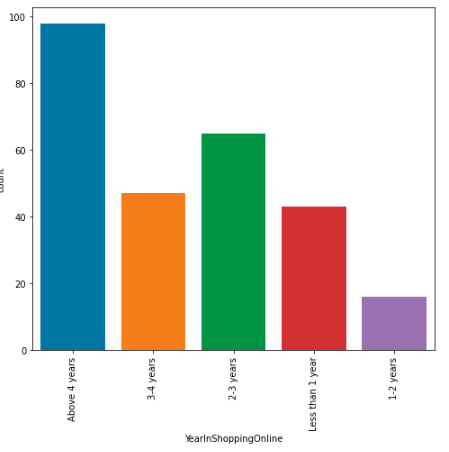 100
80
60
40
20
0
count
Above 4 years
3-4 years
2-3 years
Less than 1 year
1-2 years
YearInShoppingOnline